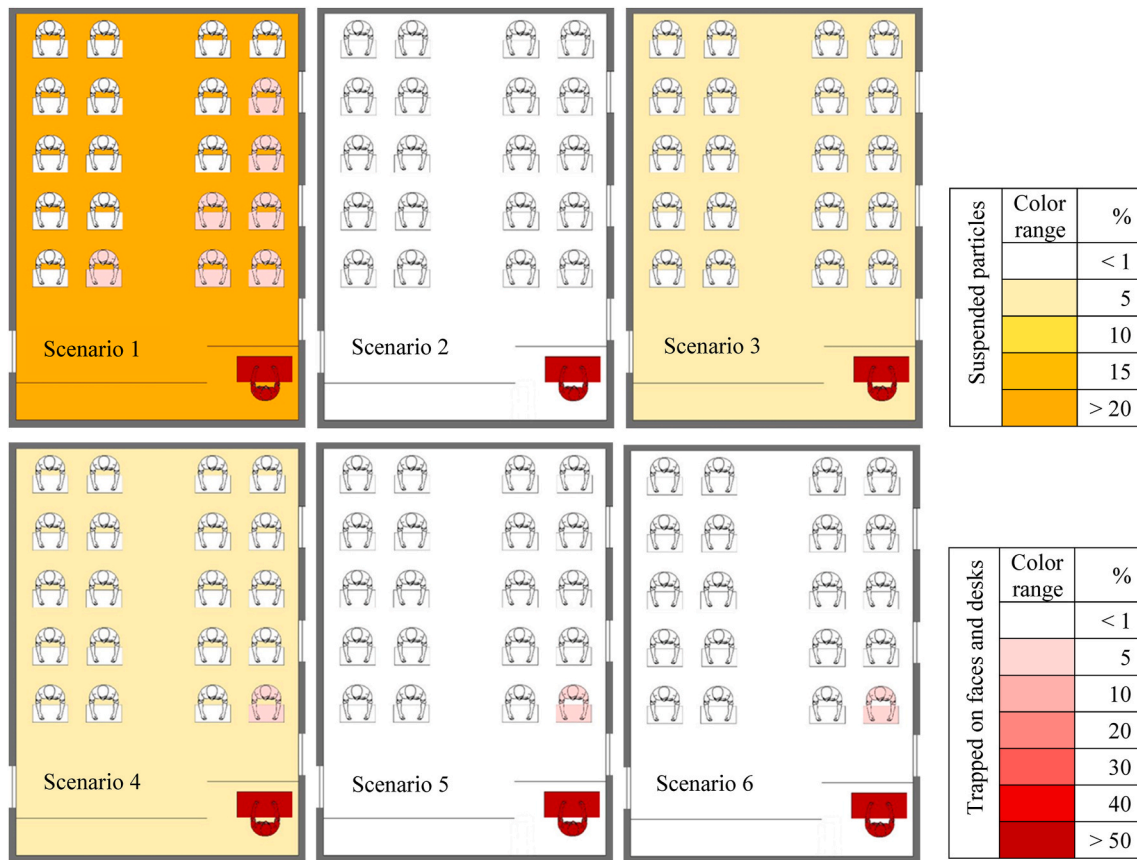 Scenario 1
Scenario 2
Scenario 3
Suspended particles
Color range
%
< 1
5
10
15
> 20
Scenario 4
Scenario 5
Scenario 6
Trapped on faces and desks
Color range
%
< 1
5
10
20
30
40
> 50